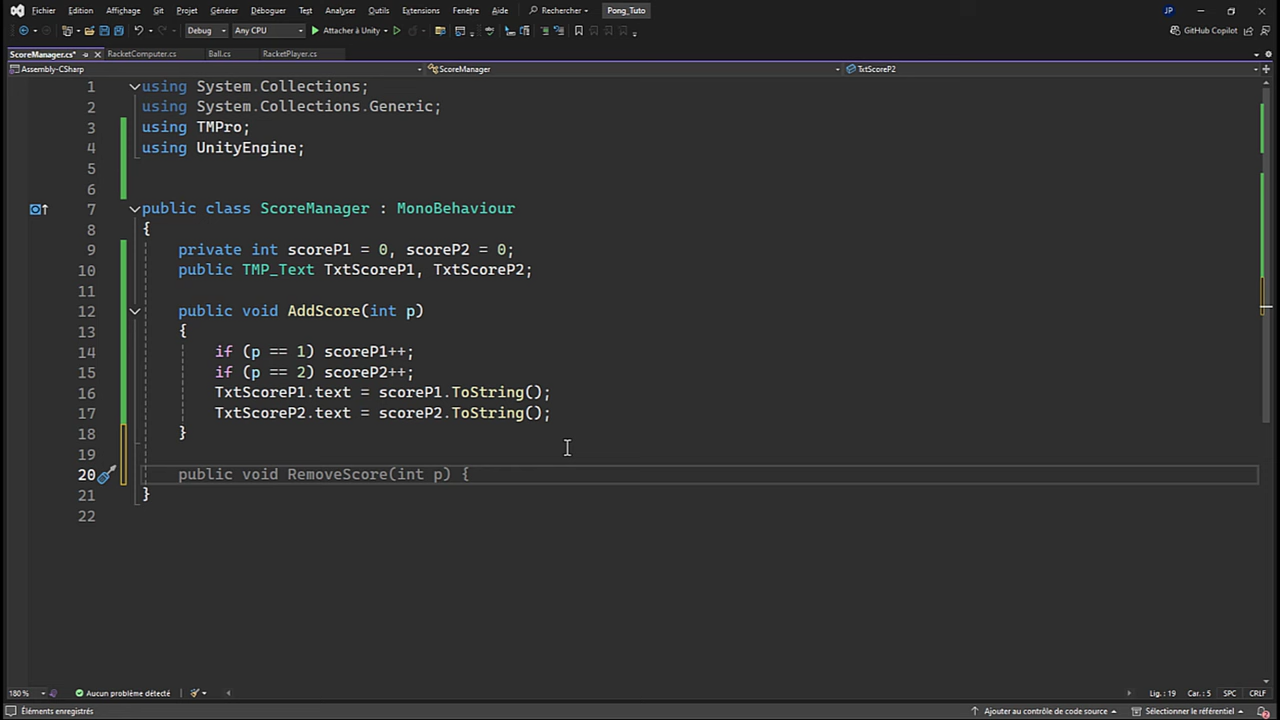 Fichier Edition Affichage Git Projet Générer Déboguer Test Analyser Outils Extensions Fenêtre Aide Rechercher Pong_Tuto JP
Debug Any CPU Attacher à Unity GitHub Copilot
ScoreManager.cs* RacketComputer.cs Ball.cs RacketPlayer.cs
Assembly-CSharp ScoreManager TxtScoreP2
1 using System.Collections;
2 using System.Collections.Generic;
3 using TMPro;
4 using UnityEngine;
5
6
7 public class ScoreManager : MonoBehaviour
8 {
9 private int scoreP1 = 0, scoreP2 = 0;
10 public TMP_Text TxtScoreP1, TxtScoreP2;
11
12 public void AddScore(int p)
13 {
14 if (p == 1) scoreP1++;
15 if (p == 2) scoreP2++;
16 TxtScoreP1.text = scoreP1.ToString();
17 TxtScoreP2.text = scoreP2.ToString();
18 }
19
20 public void RemoveScore(int p) {
21 }
22
180 % Aucun problème détecté Lig. : 19 Car. : 5 SPC CRLF
Éléments enregistrés Ajouter au contrôle de code source Sélectionner le référentiel